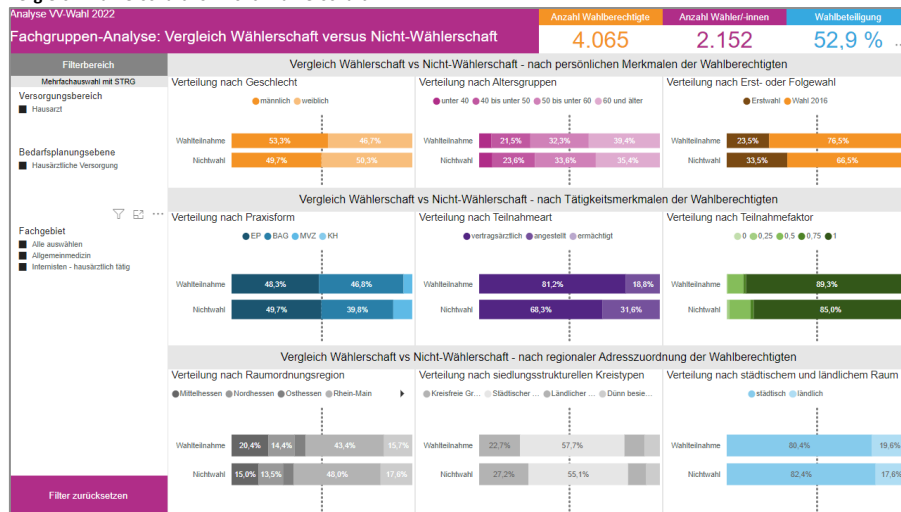 Analyse VV-Wahl 2022
Fachgruppen-Analyse: Vergleich Wählerschaft versus Nicht-Wählerschaft
Anzahl Wahlberechtigte
4.065
Anzahl Wähler/-innen
2.152
Wahlbeteiligung
52,9 %
Filterbereich
Mehrfachauswahl mit STRG
Versorgungsbereich
Hausarzt
Bedarfsplanungsebene
Hausärztliche Versorgung
Fachgebiet
Alle auswählen
Allgemeinmedizin
Internisten - hausärztlich tätig
Filter zurücksetzen
Vergleich Wählerschaft vs Nicht-Wählerschaft - nach persönlichen Merkmalen der Wahlberechtigten
Verteilung nach Geschlecht
männlich weiblich
Wahlteilnahme 53,3% 46,7%
Nichtwahl 49,7% 50,3%
Verteilung nach Altersgruppen
unter 40 40 bis unter 50 50 bis unter 60 60 und älter
Wahlteilnahme 21,5% 32,3% 39,4%
Nichtwahl 23,6% 33,6% 35,4%
Verteilung nach Erst- oder Folgewahl
Erstwahl Wahl 2016
Wahlteilnahme 23,5% 76,5%
Nichtwahl 33,5% 66,5%
Vergleich Wählerschaft vs Nicht-Wählerschaft - nach Tätigkeitsmerkmalen der Wahlberechtigten
Verteilung nach Praxisform
EP BAG MVZ KH
Wahlteilnahme 48,3% 46,8%
Nichtwahl 49,7% 39,8%
Verteilung nach Teilnahmeart
vertragsärztlich angestellt ermächtigt
Wahlteilnahme 81,2% 18,8%
Nichtwahl 68,3% 31,6%
Verteilung nach Teilnahmefaktor
0 0,25 0,5 0,75 1
Wahlteilnahme 89,3%
Nichtwahl 85,0%
Vergleich Wählerschaft vs Nicht-Wählerschaft - nach regionaler Adresszuordnung der Wahlberechtigten
Verteilung nach Raumordnungsregion
Mittelhessen Nordhessen Osthessen Rhein-Main
Wahlteilnahme 20,4% 14,4% 43,4% 15,7%
Nichtwahl 15,0% 13,5% 48,0% 17,6%
Verteilung nach siedlungsstrukturellen Kreistypen
Kreisfreie Gr... Städtischer ... Ländlicher ... Dünn besie...
Wahlteilnahme 22,7% 57,7%
Nichtwahl 27,2% 55,1%
Verteilung nach städtischem und ländlichem Raum
städtisch ländlich
Wahlteilnahme 80,4% 19,6%
Nichtwahl 82,4% 17,6%